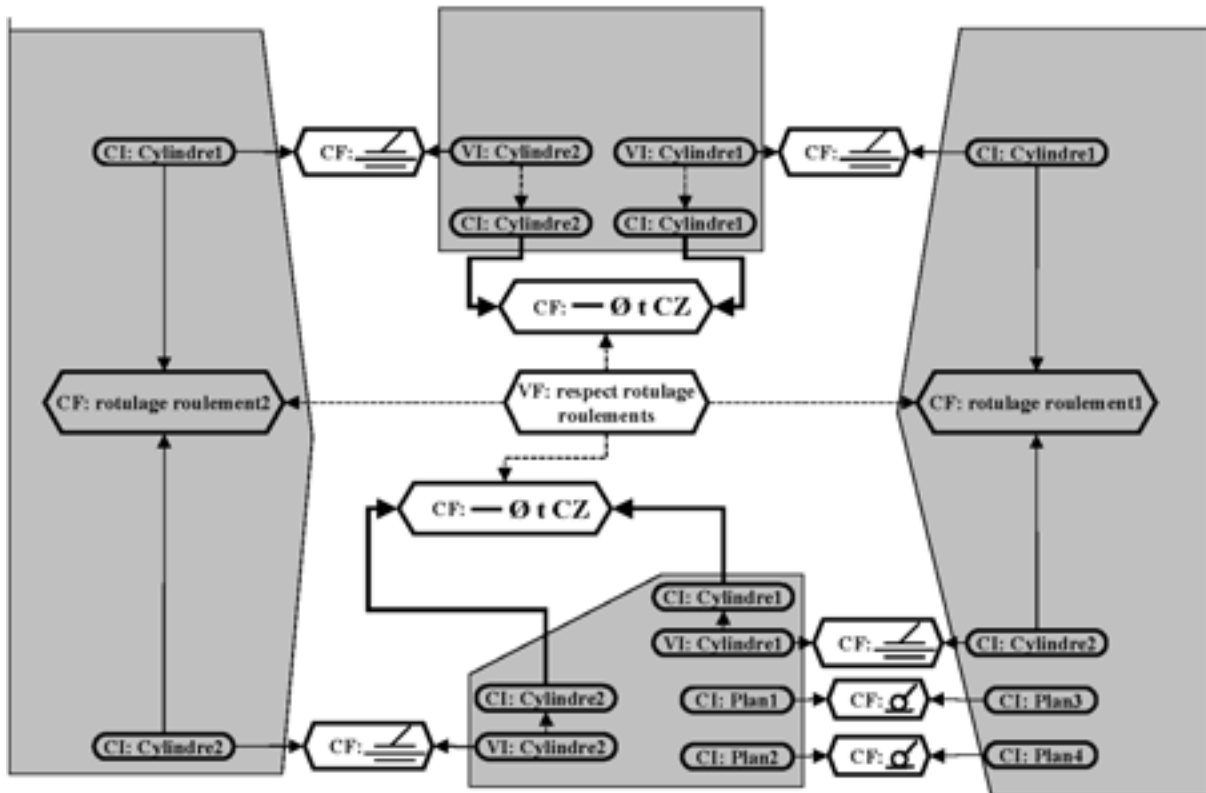 CI: Cylindre1
CF:
VI: Cylindre2
VI: Cylindre1
CF:
CI: Cylindre1
CI: Cylindre2
CI: Cylindre1
CF: — Ø t CZ
CF: rotulage roulement2
VF: respect rotulage
roulements
CF: rotulage roulement1
CF: — Ø t CZ
CI: Cylindre1
VI: Cylindre1
CF:
CI: Cylindre2
CI: Cylindre2
CI: Plan1
CF:
CI: Plan3
CI: Cylindre2
CF:
VI: Cylindre2
CI: Plan2
CF:
CI: Plan4